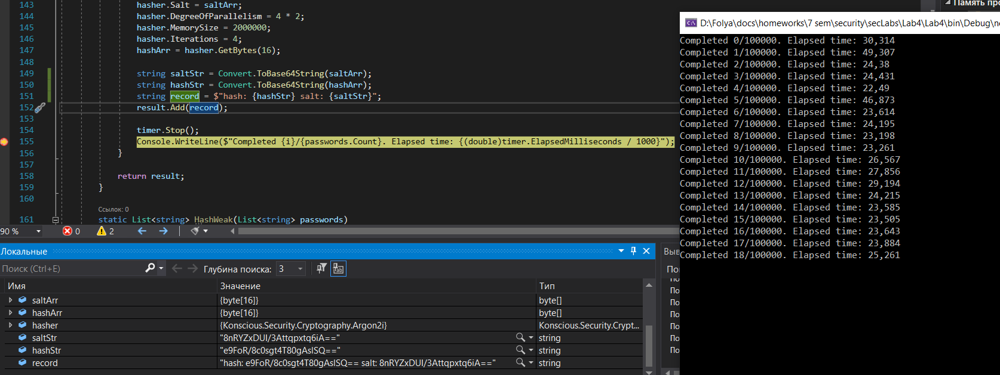 143 hasher.Salt = saltArr;
144 hasher.DegreeOfParallelism = 4 * 2;
145 hasher.MemorySize = 2000000;
146 hasher.Iterations = 4;
147 hashArr = hasher.GetBytes(16);
148
149 string saltStr = Convert.ToBase64String(saltArr);
150 string hashStr = Convert.ToBase64String(hashArr);
151 string record = $"hash: {hashStr} salt: {saltStr}";
152 result.Add(record);
153
154 timer.Stop();
155 Console.WriteLine($"Completed {i}/{passwords.Count}. Elapsed time: {(double)timer.ElapsedMilliseconds / 1000}");
156 }
157
158 return result;
159 }
160
Ссылок: 0
161 static List<string> HashWeak(List<string> passwords)
90 % 0 2
Локальные
Поиск (Ctrl+E) Глубина поиска: 3
Имя Значение Тип
saltArr {byte[16]} byte[]
hashArr {byte[16]} byte[]
hasher {Konscious.Security.Cryptography.Argon2i} Konscious.Security.Crypt...
saltStr "8nRYZxDUI/3Attqpxtq6iA==" string
hashStr "e9FoR/8c0sgt4T80gAslSQ==" string
record "hash: e9FoR/8c0sgt4T80gAslSQ== salt: 8nRYZxDUI/3Attqpxtq6iA==" string
Выв
По
По
По
По
По
По
По
По
Память про
D:\Folya\docs\homeworks\7 sem\security\secLabs\Lab4\Lab4\bin\Debug\ne
Completed 0/100000. Elapsed time: 30,314
Completed 1/100000. Elapsed time: 49,307
Completed 2/100000. Elapsed time: 24,38
Completed 3/100000. Elapsed time: 24,431
Completed 4/100000. Elapsed time: 22,49
Completed 5/100000. Elapsed time: 46,873
Completed 6/100000. Elapsed time: 23,614
Completed 7/100000. Elapsed time: 24,195
Completed 8/100000. Elapsed time: 23,198
Completed 9/100000. Elapsed time: 23,261
Completed 10/100000. Elapsed time: 26,567
Completed 11/100000. Elapsed time: 27,856
Completed 12/100000. Elapsed time: 29,194
Completed 13/100000. Elapsed time: 24,215
Completed 14/100000. Elapsed time: 23,585
Completed 15/100000. Elapsed time: 23,505
Completed 16/100000. Elapsed time: 23,643
Completed 17/100000. Elapsed time: 23,884
Completed 18/100000. Elapsed time: 25,261